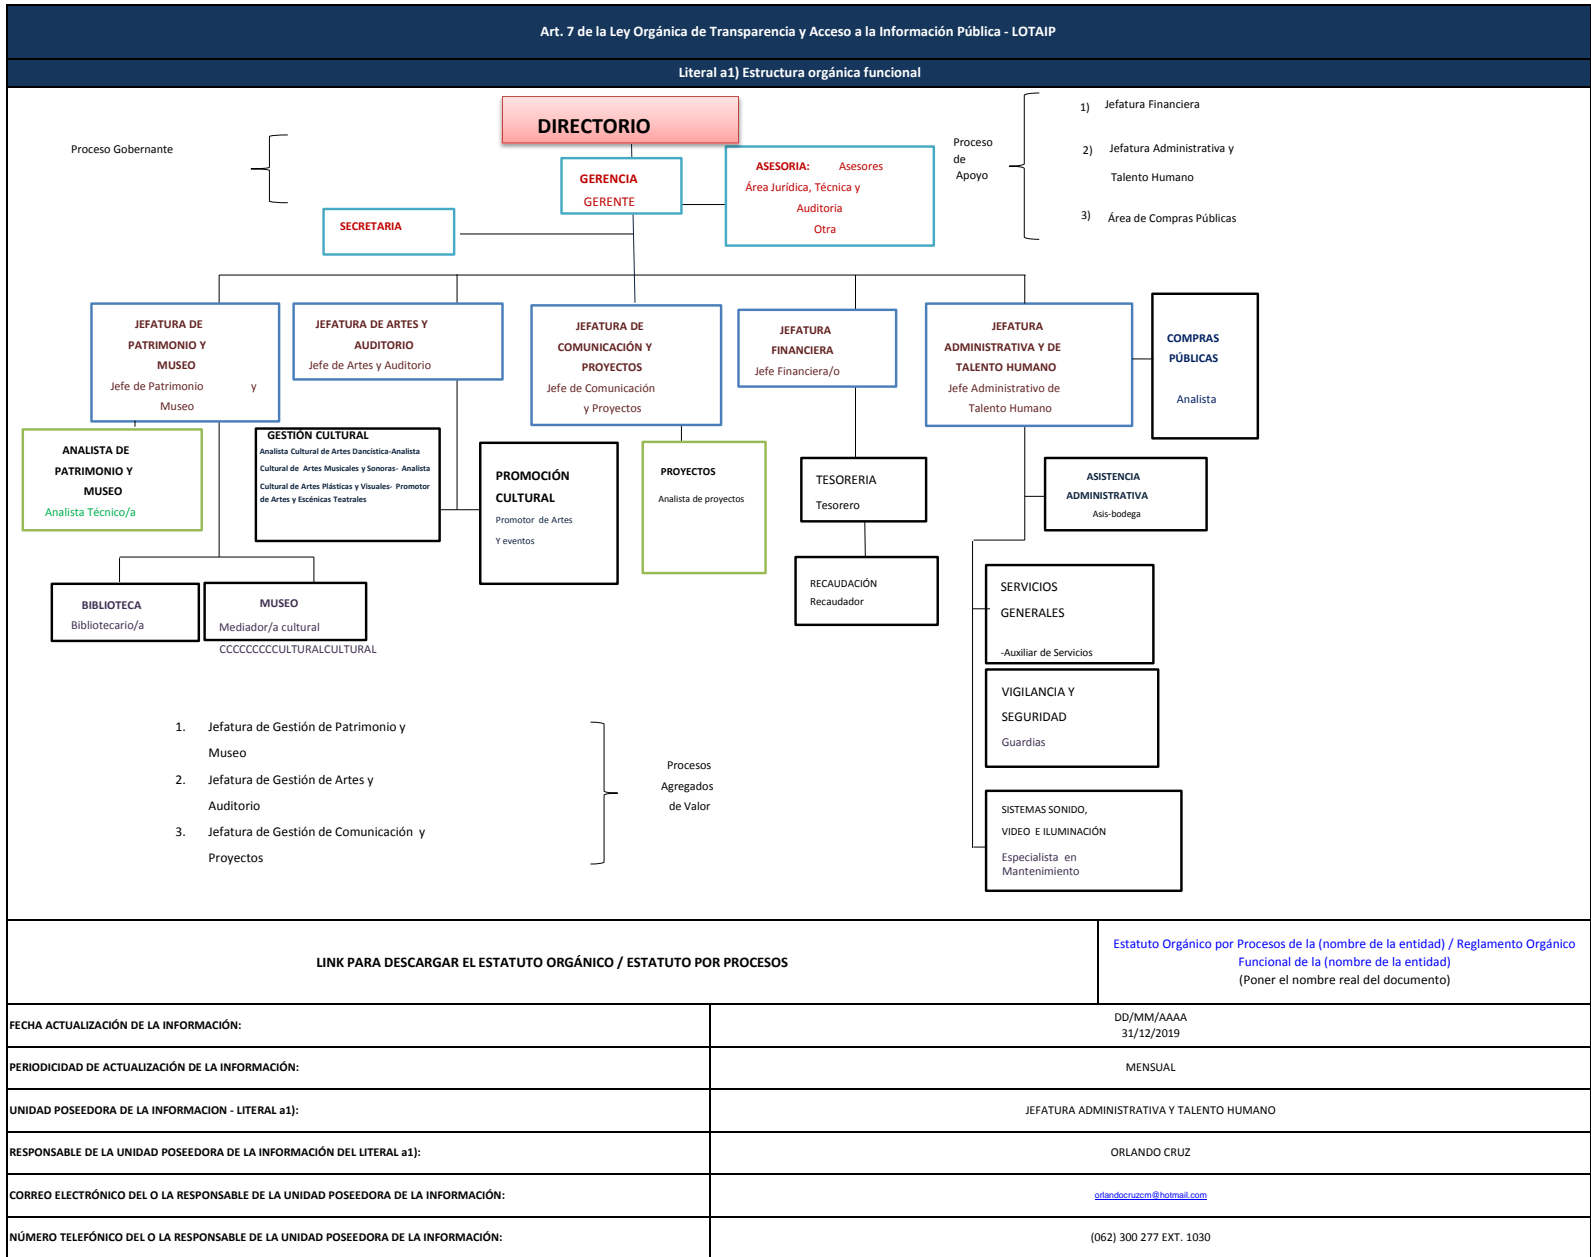 Art. 7 de la Ley Orgánica de Transparencia y Acceso a la Información Pública - LOTAIP
Literal a1) Estructura orgánica funcional
DIRECTORIO
Proceso Gobernante
GERENCIA
GERENTE
SECRETARIA
ASESORIA: Asesores
Área Jurídica, Técnica y
Auditoria
Otra
Proceso
de
Apoyo
1) Jefatura Financiera
2) Jefatura Administrativa y
Talento Humano
3) Área de Compras Públicas
JEFATURA DE
PATRIMONIO Y
MUSEO
Jefe de Patrimonio y
Museo
JEFATURA DE ARTES Y
AUDITORIO
Jefe de Artes y Auditorio
JEFATURA DE
COMUNICACIÓN Y
PROYECTOS
Jefe de Comunicación
y Proyectos
JEFATURA
FINANCIERA
Jefe Financiera/o
JEFATURA
ADMINISTRATIVA Y DE
TALENTO HUMANO
Jefe Administrativo de
Talento Humano
COMPRAS
PÚBLICAS
Analista
ANALISTA DE
PATRIMONIO Y
MUSEO
Analista Técnico/a
GESTIÓN CULTURAL
Analista Cultural de Artes Dancística-Analista
Cultural de Artes Musicales y Sonoras- Analista
Cultural de Artes Plásticas y Visuales- Promotor
de Artes y Escénicas Teatrales
PROMOCIÓN
CULTURAL
Promotor de Artes
Y eventos
PROYECTOS
Analista de proyectos
TESORERIA
Tesorero
ASISTENCIA
ADMINISTRATIVA
Asis-bodega
RECAUDACIÓN
Recaudador
BIBLIOTECA
Bibliotecario/a
MUSEO
Mediador/a cultural
CCCCCCCCCULTURALCULTURAL
SERVICIOS
GENERALES
-Auxiliar de Servicios
VIGILANCIA Y
SEGURIDAD
Guardias
SISTEMAS SONIDO,
VIDEO E ILUMINACIÓN
Especialista en
Mantenimiento
1. Jefatura de Gestión de Patrimonio y
Museo
2. Jefatura de Gestión de Artes y
Auditorio
3. Jefatura de Gestión de Comunicación y
Proyectos
Procesos
Agregados
de Valor
LINK PARA DESCARGAR EL ESTATUTO ORGÁNICO / ESTATUTO POR PROCESOS
Estatuto Orgánico por Procesos de la (nombre de la entidad) / Reglamento Orgánico
Funcional de la (nombre de la entidad)
(Poner el nombre real del documento)
FECHA ACTUALIZACIÓN DE LA INFORMACIÓN:
DD/MM/AAAA
31/12/2019
PERIODICIDAD DE ACTUALIZACIÓN DE LA INFORMACIÓN:
MENSUAL
UNIDAD POSEEDORA DE LA INFORMACION - LITERAL a1):
JEFATURA ADMINISTRATIVA Y TALENTO HUMANO
RESPONSABLE DE LA UNIDAD POSEEDORA DE LA INFORMACIÓN DEL LITERAL a1):
ORLANDO CRUZ
CORREO ELECTRÓNICO DEL O LA RESPONSABLE DE LA UNIDAD POSEEDORA DE LA INFORMACIÓN:
orlandocruzcm@hotmail.com
NÚMERO TELEFÓNICO DEL O LA RESPONSABLE DE LA UNIDAD POSEEDORA DE LA INFORMACIÓN:
(062) 300 277 EXT. 1030